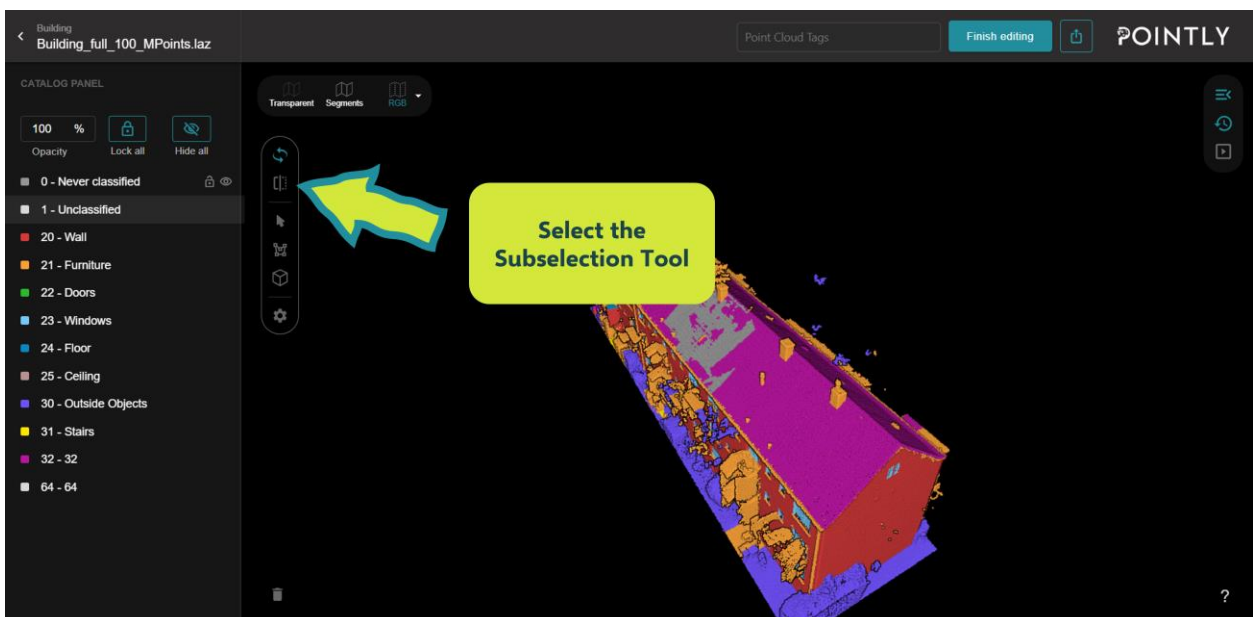 Building
Building_full_100_MPoints.laz
Point Cloud Tags
Finish editing
POINTLY
CATALOG PANEL
100 %
Opacity
Lock all
Hide all
0 - Never classified
1 - Unclassified
20 - Wall
21 - Furniture
22 - Doors
23 - Windows
24 - Floor
25 - Ceiling
30 - Outside Objects
31 - Stairs
32 - 32
64 - 64
Transparent
Segments
RGB
Select the
Subselection Tool
?